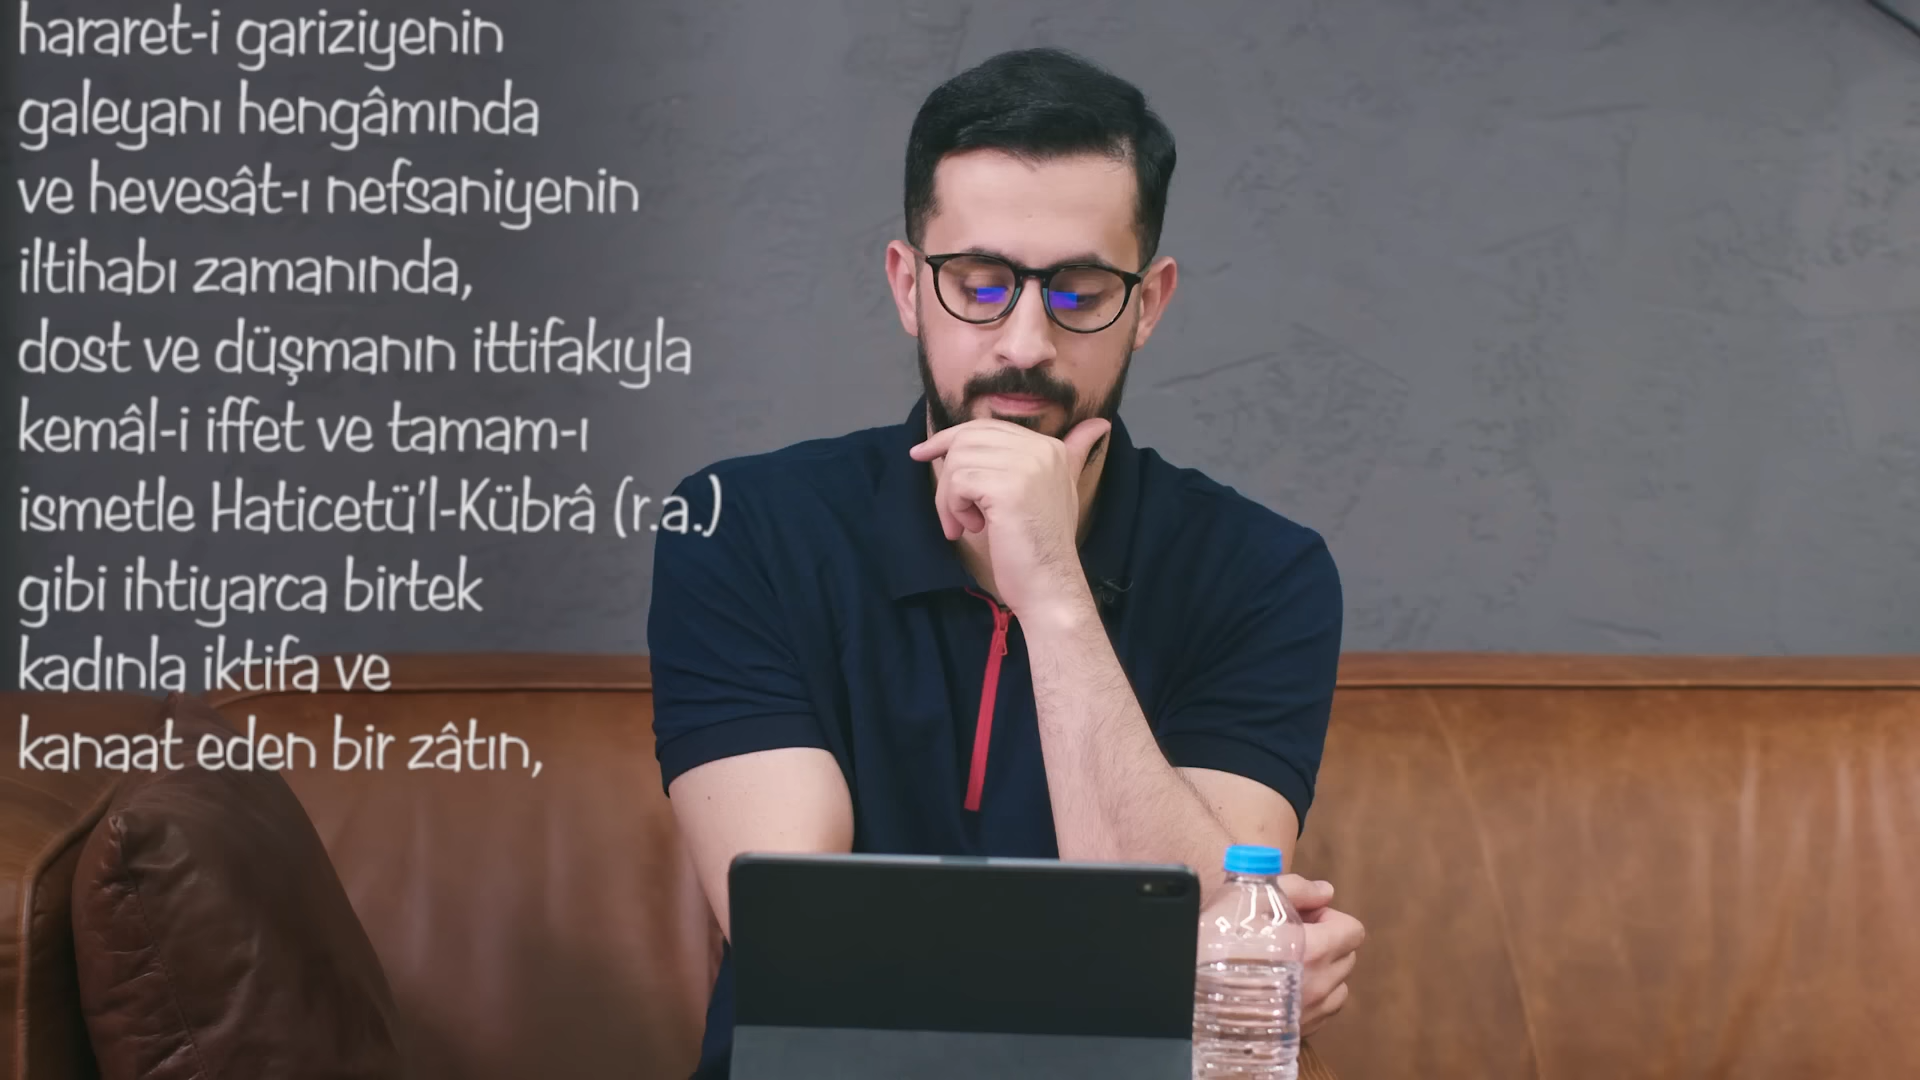 hararet-i gariziyenin
galeyanı hengâmında
ve hevesât-ı nefsaniyenin
iltihabı zamanında,
dost ve düşmanın ittifakıyla
kemâl-i iffet ve tamam-ı
ismetle Haticetü'l-Kübrâ (r.a.)
gibi ihtiyarca birtek
kadınla iktifa ve
kanaat eden bir zâtın,